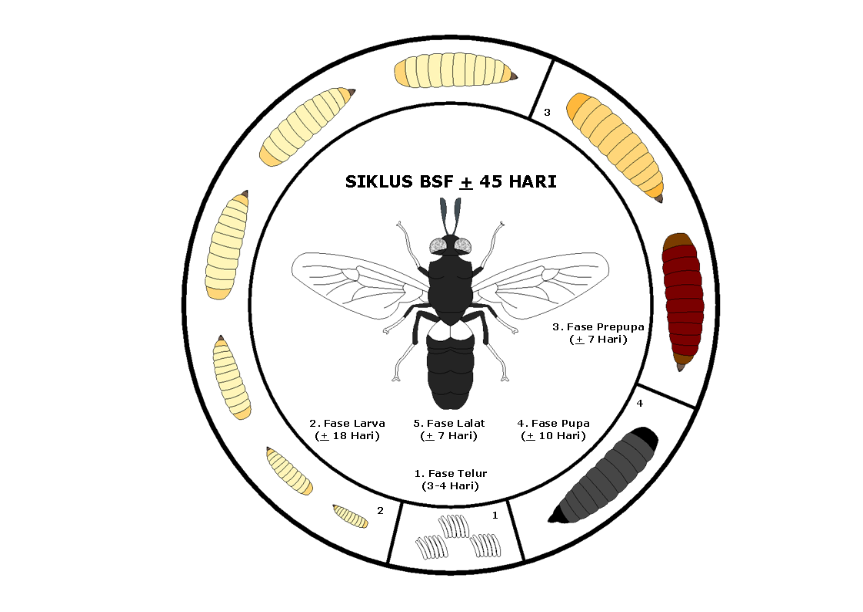 3
SIKLUS BSF ± 45 HARI
3. Fase Prepupa
(± 7 Hari)
4
2. Fase Larva
(± 18 Hari)
5. Fase Lalat
(± 7 Hari)
4. Fase Pupa
(± 10 Hari)
1. Fase Telur
(3-4 Hari)
2
1